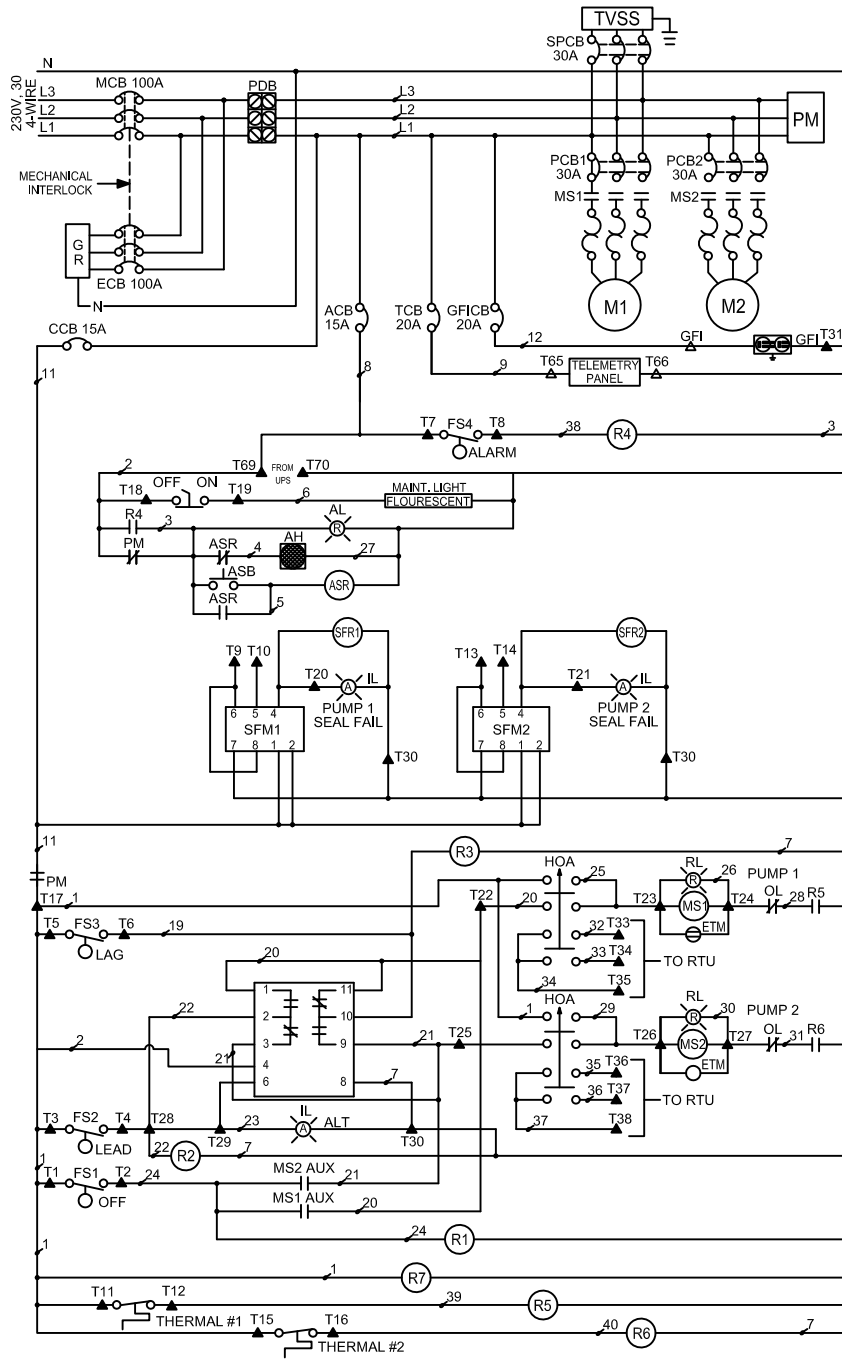 TVSS
SPCB
30A
N
MCB 100A
PDB
230V, 30
4-WIRE
L3
L3
L2
L2
L1
L1
PM
MECHANICAL
INTERLOCK
PCB1
30A
PCB2
30A
MS1
MS2
G
R
ECB 100A
M1
M2
N
CCB 15A
ACB
15A
TCB
20A
GFICB
20A
12
GFI
GFI
T31
11
8
9
T65
TELEMETRY
PANEL
T66
T7
FS4
T8
38
R4
3
ALARM
2
T69
FROM
UPS
T70
OFF
ON
T18
T19
6
MAINT. LIGHT
FLOURESCENT
R4
3
AL
R
PM
ASR
4
AH
27
ASB
ASR
ASR
5
SFR1
SFR2
T9
T10
T13
T14
T20
IL
A
T21
IL
A
PUMP 1
SEAL FAIL
PUMP 2
SEAL FAIL
6 5 4
SFM1
7 8 1 2
6 5 4
SFM2
7 8 1 2
T30
T30
11
R3
7
PM
HOA
25
RL
R
26
PUMP 1
T17
1
T22
20
T23
MS1
T24
OL
28
R5
T5
FS3
T6
19
ETM
LAG
32
T33
33
T34
TO RTU
34
T35
20
1
11
22
2
10
HOA
1
29
RL
R
30
PUMP 2
3
9
21
T25
T26
MS2
T27
OL
31
R6
2
21
4
ETM
6
8
7
35
T36
36
T37
TO RTU
37
T38
T3
FS2
T4
T28
T29
23
IL
A
ALT
T30
LEAD
22
R2
7
1
T1
FS1
T2
24
MS2 AUX
21
OFF
MS1 AUX
20
24
R1
1
1
R7
T11
T12
39
R5
THERMAL #1
T15
T16
40
R6
7
THERMAL #2